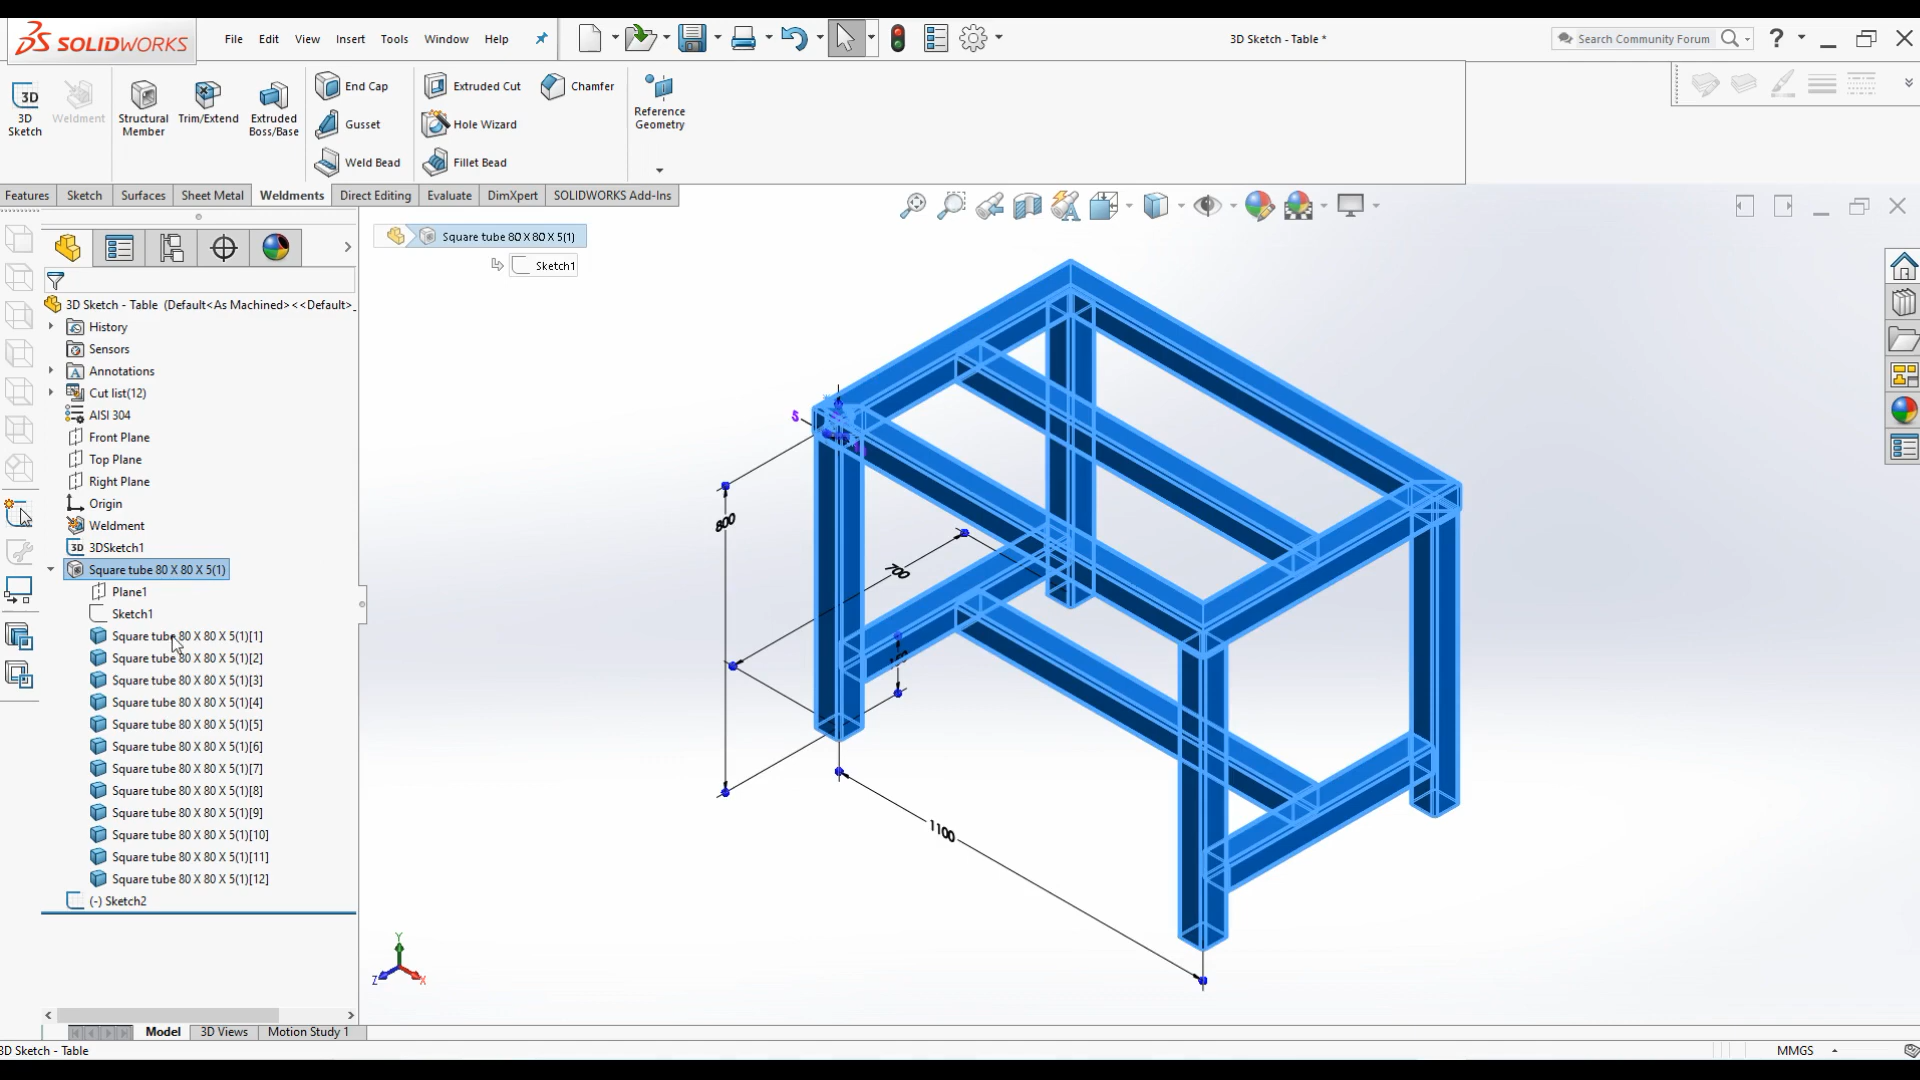 SOLIDWORKS File Edit View Insert Tools Window Help 3D Sketch - Table * Search Community Forum ?
3D Sketch Weldment Structural Member Trim/Extend Extruded Boss/Base
End Cap Extruded Cut Chamfer
Gusset Hole Wizard
Weld Bead Fillet Bead
Reference Geometry
Features Sketch Surfaces Sheet Metal Weldments Direct Editing Evaluate DimXpert SOLIDWORKS Add-Ins
Square tube 80 X 80 X 5(1)
Sketch1
3D Sketch - Table (Default<As Machined><<Default>_
History
Sensors
Annotations
Cut list(12)
AISI 304
Front Plane
Top Plane
Right Plane
Origin
Weldment
3D 3DSketch1
Square tube 80 X 80 X 5(1)
Plane1
Sketch1
Square tube 80 X 80 X 5(1)[1]
Square tube 80 X 80 X 5(1)[2]
Square tube 80 X 80 X 5(1)[3]
Square tube 80 X 80 X 5(1)[4]
Square tube 80 X 80 X 5(1)[5]
Square tube 80 X 80 X 5(1)[6]
Square tube 80 X 80 X 5(1)[7]
Square tube 80 X 80 X 5(1)[8]
Square tube 80 X 80 X 5(1)[9]
Square tube 80 X 80 X 5(1)[10]
Square tube 80 X 80 X 5(1)[11]
Square tube 80 X 80 X 5(1)[12]
(-) Sketch2
5
800
700
1100
Y
Z X
Model 3D Views Motion Study 1
3D Sketch - Table MMGS